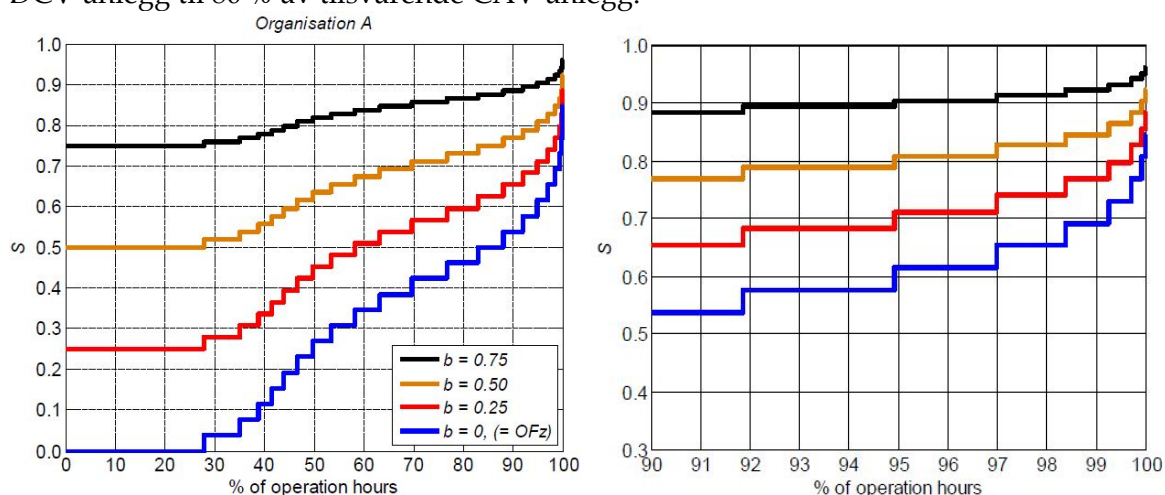 DCV-anlegg til 80 % av tilsvarende CAV-anlegg.
Organisation A
1.0
0.9
0.8
0.7
0.6
0.5
0.4
0.3
0.2
0.1
0.0
S
0 10 20 30 40 50 60 70 80 90 100
% of operation hours
b = 0.75
b = 0.50
b = 0.25
b = 0, (= OFz)
1.0
0.9
0.8
0.7
0.6
0.5
0.4
0.3
S
90 91 92 93 94 95 96 97 98 99 100
% of operation hours